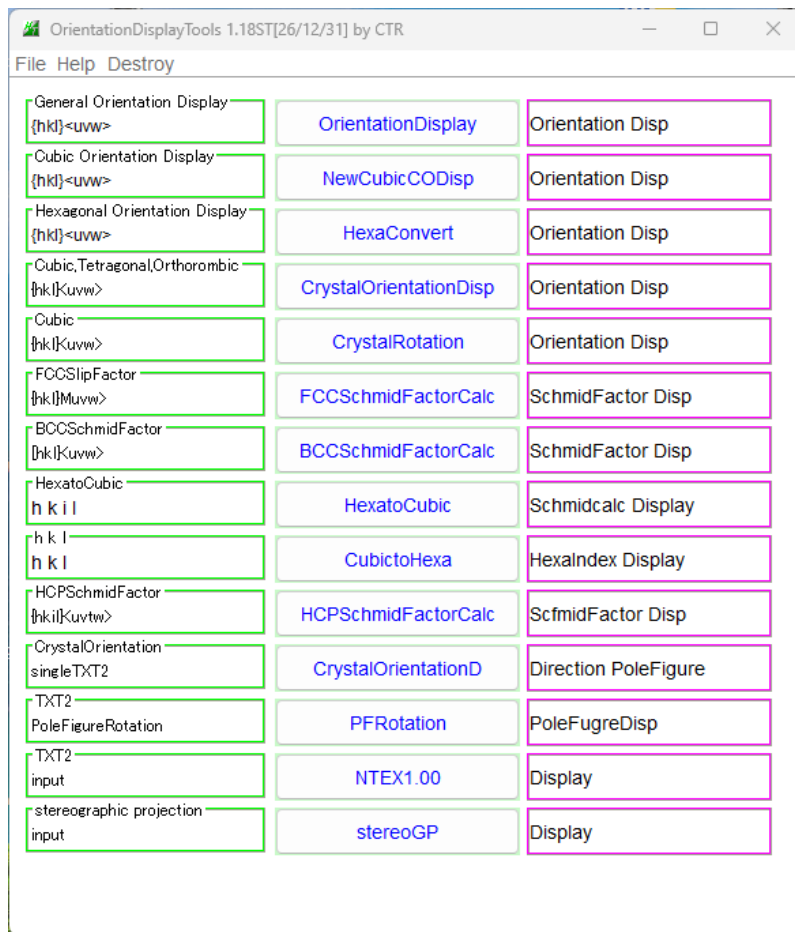 OrientationDisplayTools 1.18ST[26/12/31] by CTR
File Help Destroy
General Orientation Display
{hkl}<uvw>
OrientationDisplay
Orientation Disp
Cubic Orientation Display
{hkl}<uvw>
NewCubicCODisp
Orientation Disp
Hexagonal Orientation Display
{hkl}<uvw>
HexaConvert
Orientation Disp
Cubic,Tetragonal,Orthorombic
{hkl}<uvw>
CrystalOrientationDisp
Orientation Disp
Cubic
{hkl}<uvw>
CrystalRotation
Orientation Disp
FCCSlipFactor
{hkl}Muvw>
FCCSchmidFactorCalc
SchmidFactor Disp
BCCSchmidFactor
[hkl]<uvw>
BCCSchmidFactorCalc
SchmidFactor Disp
HexatoCubic
h k i l
HexatoCubic
Schmidcalc Display
h k l
h k l
CubictoHexa
HexaIndex Display
HCPSchmidFactor
{hkil}<uvtw>
HCPSchmidFactorCalc
ScfmidFactor Disp
CrystalOrientation
singleTXT2
CrystalOrientationD
Direction PoleFigure
TXT2
PoleFigureRotation
PFRotation
PoleFugreDisp
TXT2
input
NTEX1.00
Display
stereographic projection
input
stereoGP
Display